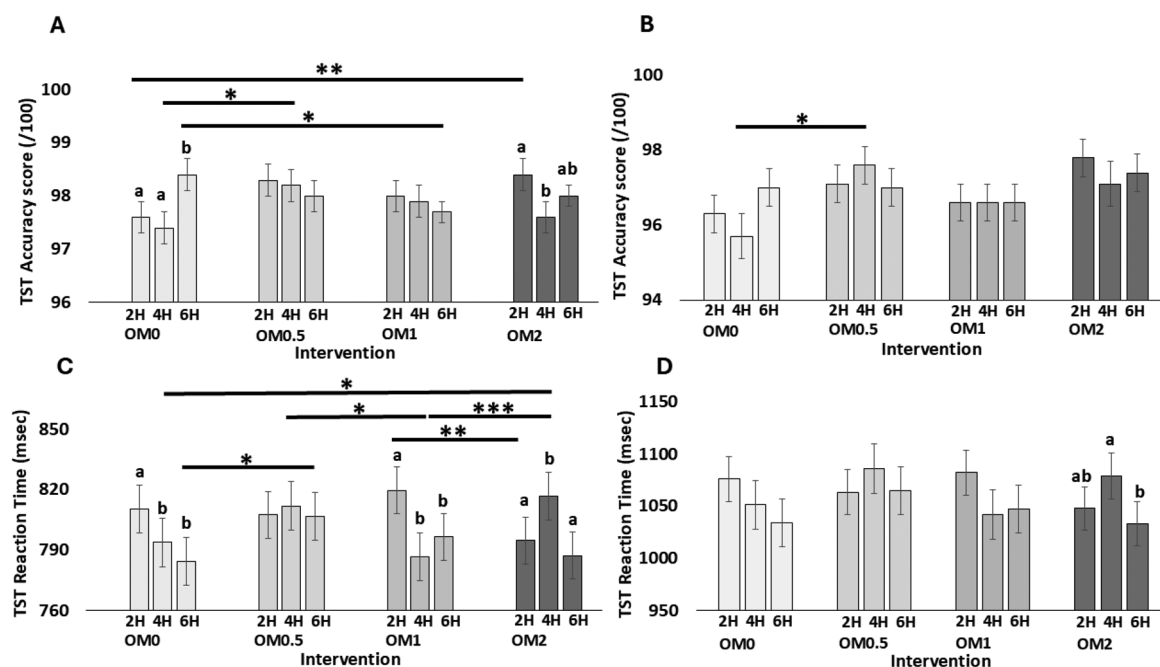 A
TST Accuracy score (/100)
100
99
98
97
96
**
*
*
a
a
b
a
b
ab
2H 4H 6H
2H 4H 6H
2H 4H 6H
2H 4H 6H
OM0
OM0.5
OM1
OM2
Intervention
B
TST Accuracy score (/100)
100
98
96
94
*
2H 4H 6H
2H 4H 6H
2H 4H 6H
2H 4H 6H
OM0
OM0.5
OM1
OM2
Intervention
C
TST Reaction Time (msec)
850
820
790
760
*
*
***
**
*
a
b
b
a
b
b
a
b
a
2H 4H 6H
2H 4H 6H
2H 4H 6H
2H 4H 6H
OM0
OM0.5
OM1
OM2
Intervention
D
TST Reaction Time (msec)
1150
1100
1050
1000
950
ab
a
b
2H 4H 6H
2H 4H 6H
2H 4H 6H
2H 4H 6H
OM0
OM0.5
OM1
OM2
Intervention